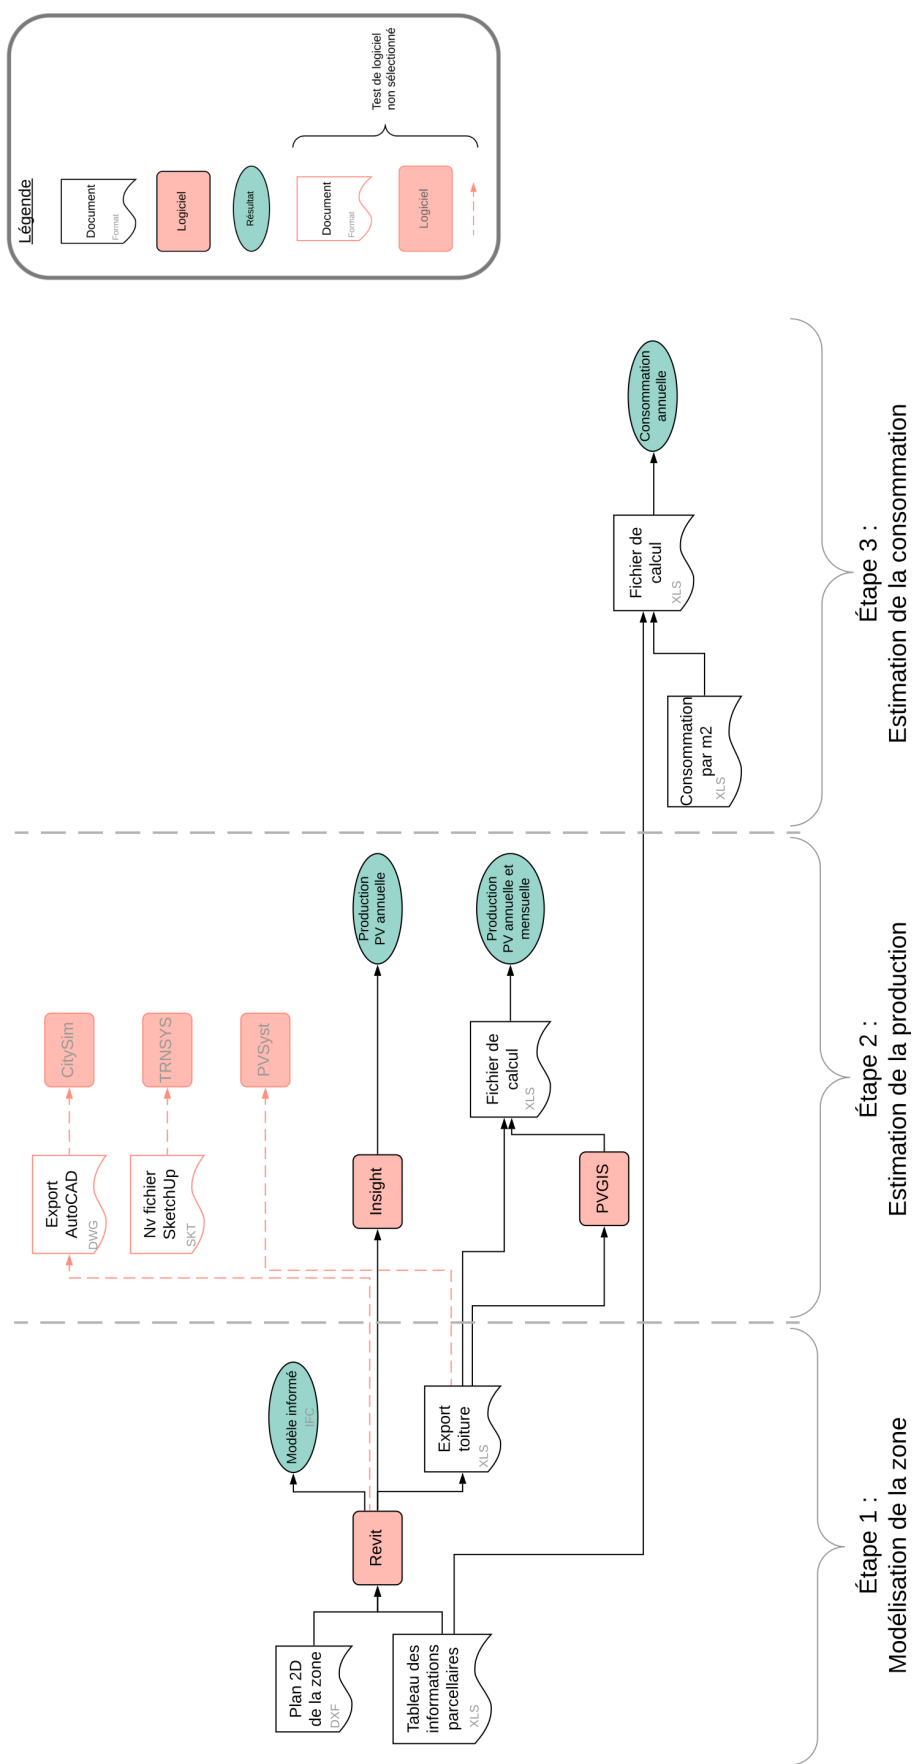 Légende
Document
Format
Logiciel
Résultat
Document
Format
Logiciel
Test de logiciel
non sélectionné
Plan 2D
de la zone
DXF
Tableau des
informations
parcellaires
XLS
Revit
Modèle informé
IFC
Export
toiture
XLS
Export
AutoCAD
DWG
CitySim
Nv fichier
SketchUp
SKT
TRNSYS
PVSyst
Insight
Production
PV annuelle
PVGIS
Fichier de
calcul
XLS
Production
PV annuelle et
mensuelle
Consommation
par m2
XLS
Fichier de
calcul
XLS
Consommation
annuelle
Étape 1 :
Modélisation de la zone
Étape 2 :
Estimation de la production
Étape 3 :
Estimation de la consommation